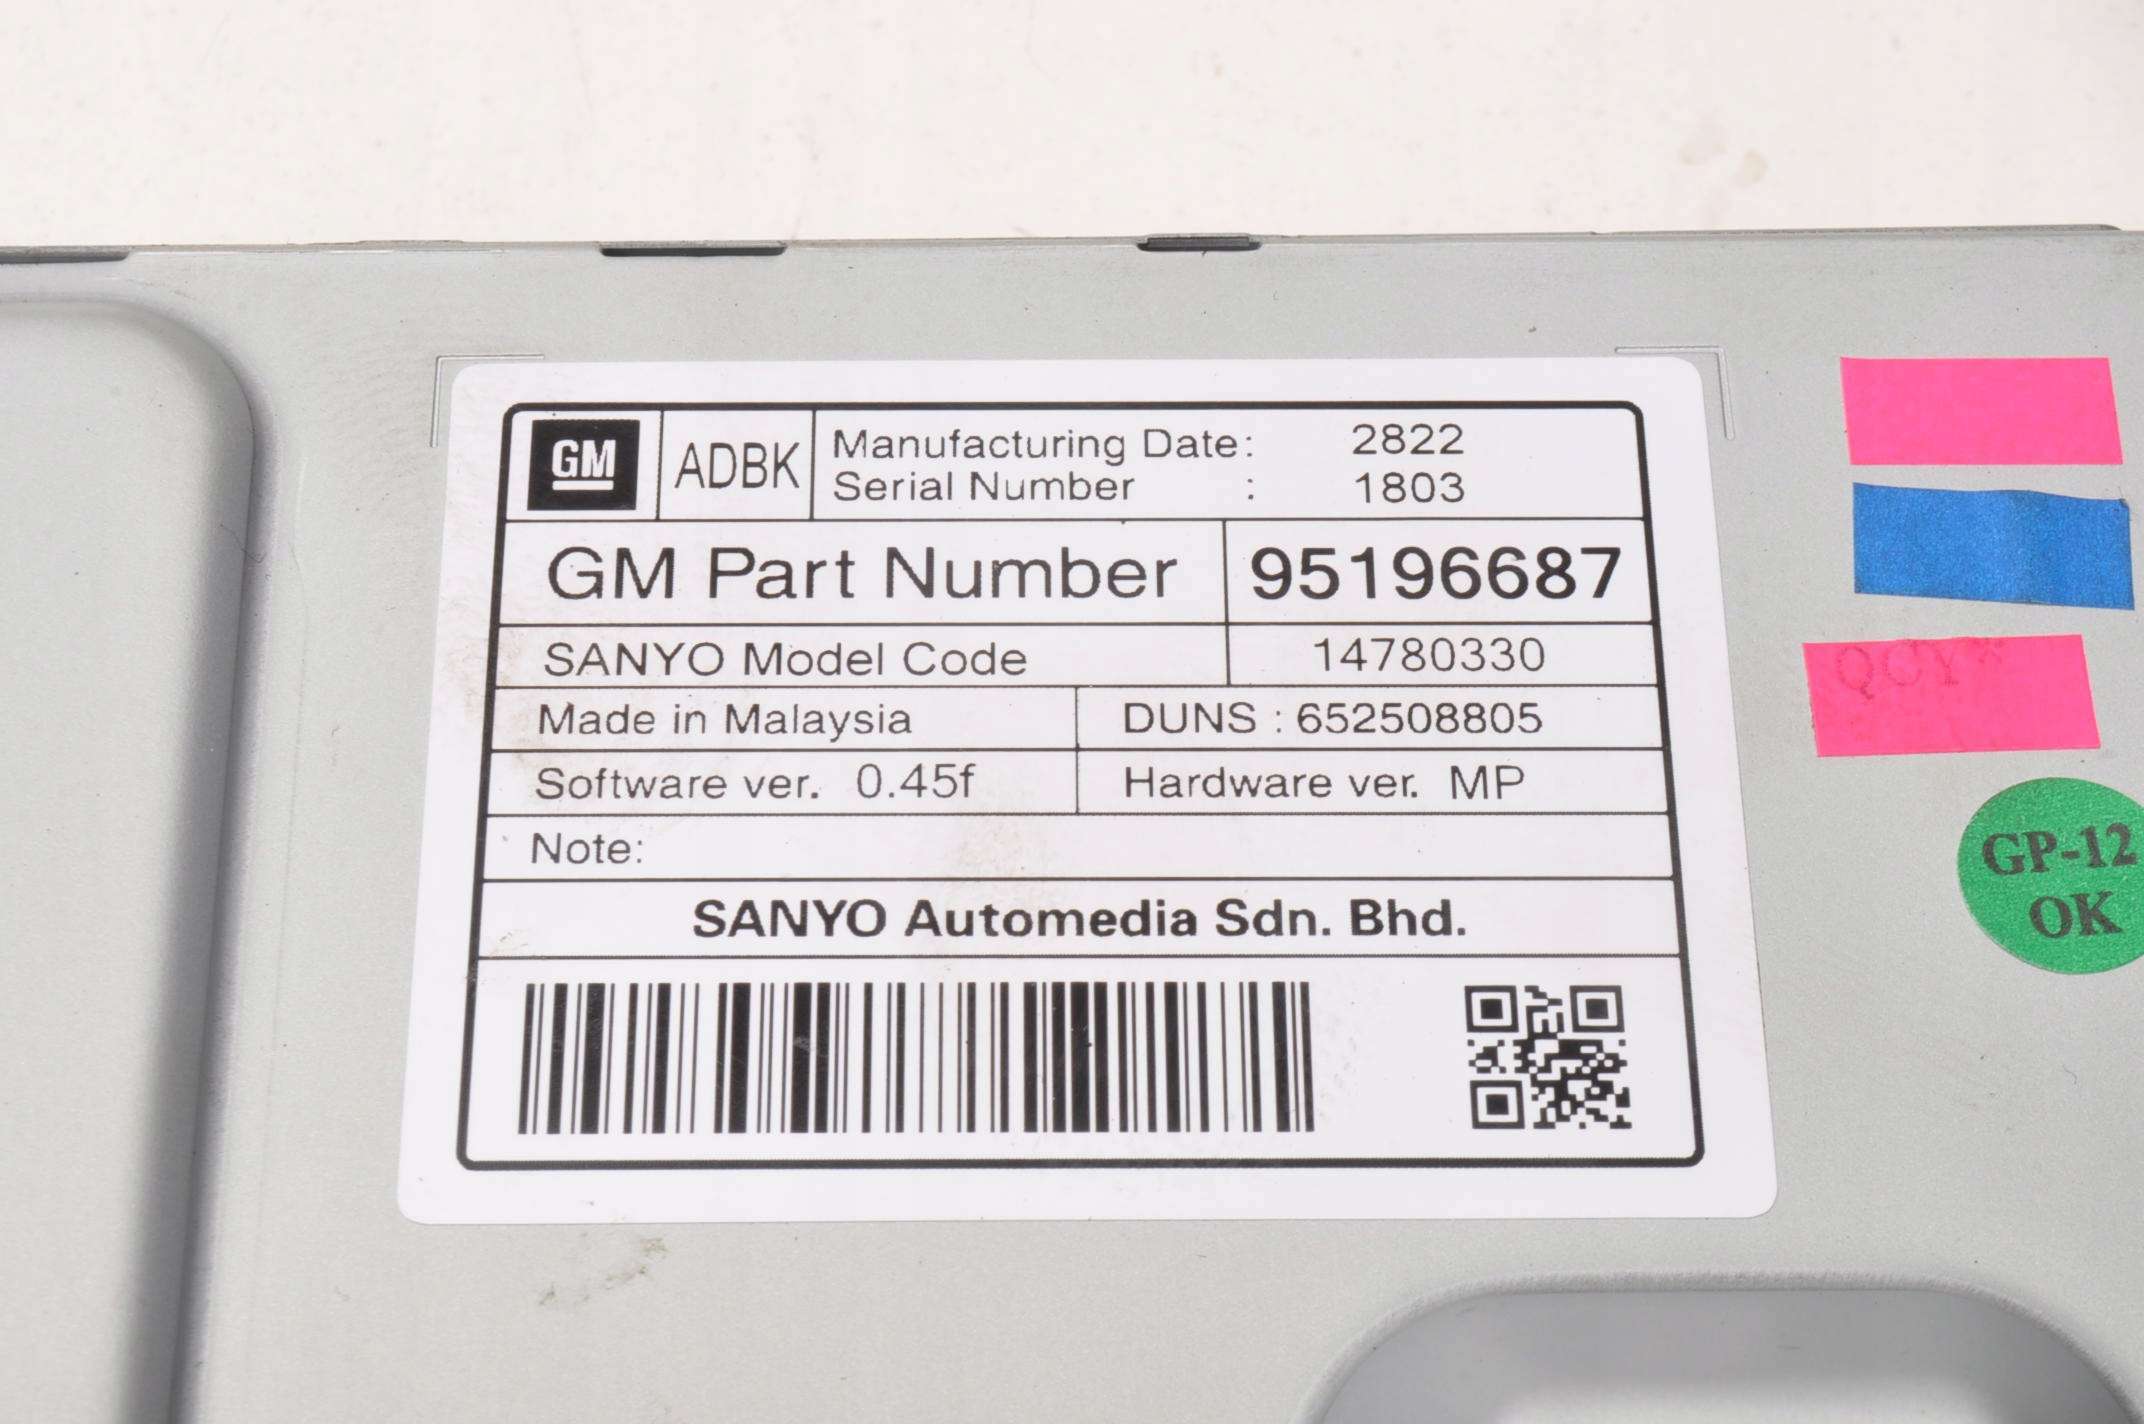 GM ADBK Manufacturing Date: 2822
Serial Number : 1803
GM Part Number 95196687
SANYO Model Code 14780330
Made in Malaysia DUNS : 652508805
Software ver. 0.45f Hardware ver. MP
Note:
SANYO Automedia Sdn. Bhd.
QCY*
GP-12
OK